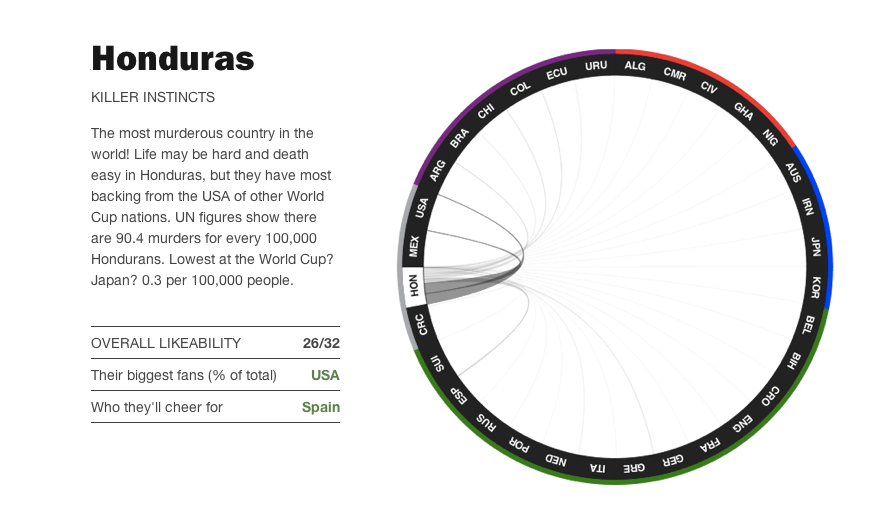 Honduras
KILLER INSTINCTS
The most murderous country in the
world! Life may be hard and death
easy in Honduras, but they have most
backing from the USA of other World
Cup nations. UN figures show there
are 90.4 murders for every 100,000
Hondurans. Lowest at the World Cup?
Japan? 0.3 per 100,000 people.
OVERALL LIKEABILITY 26/32
Their biggest fans (% of total) USA
Who they'll cheer for Spain
ALG
CMR
CIV
GHA
NIG
AUS
IRN
JPN
KOR
BEL
BIH
CRO
ENG
FRA
GER
GRE
ITA
NED
POR
RUS
ESP
SUI
CRC
HON
MEX
USA
ARG
BRA
CHI
COL
ECU
URU